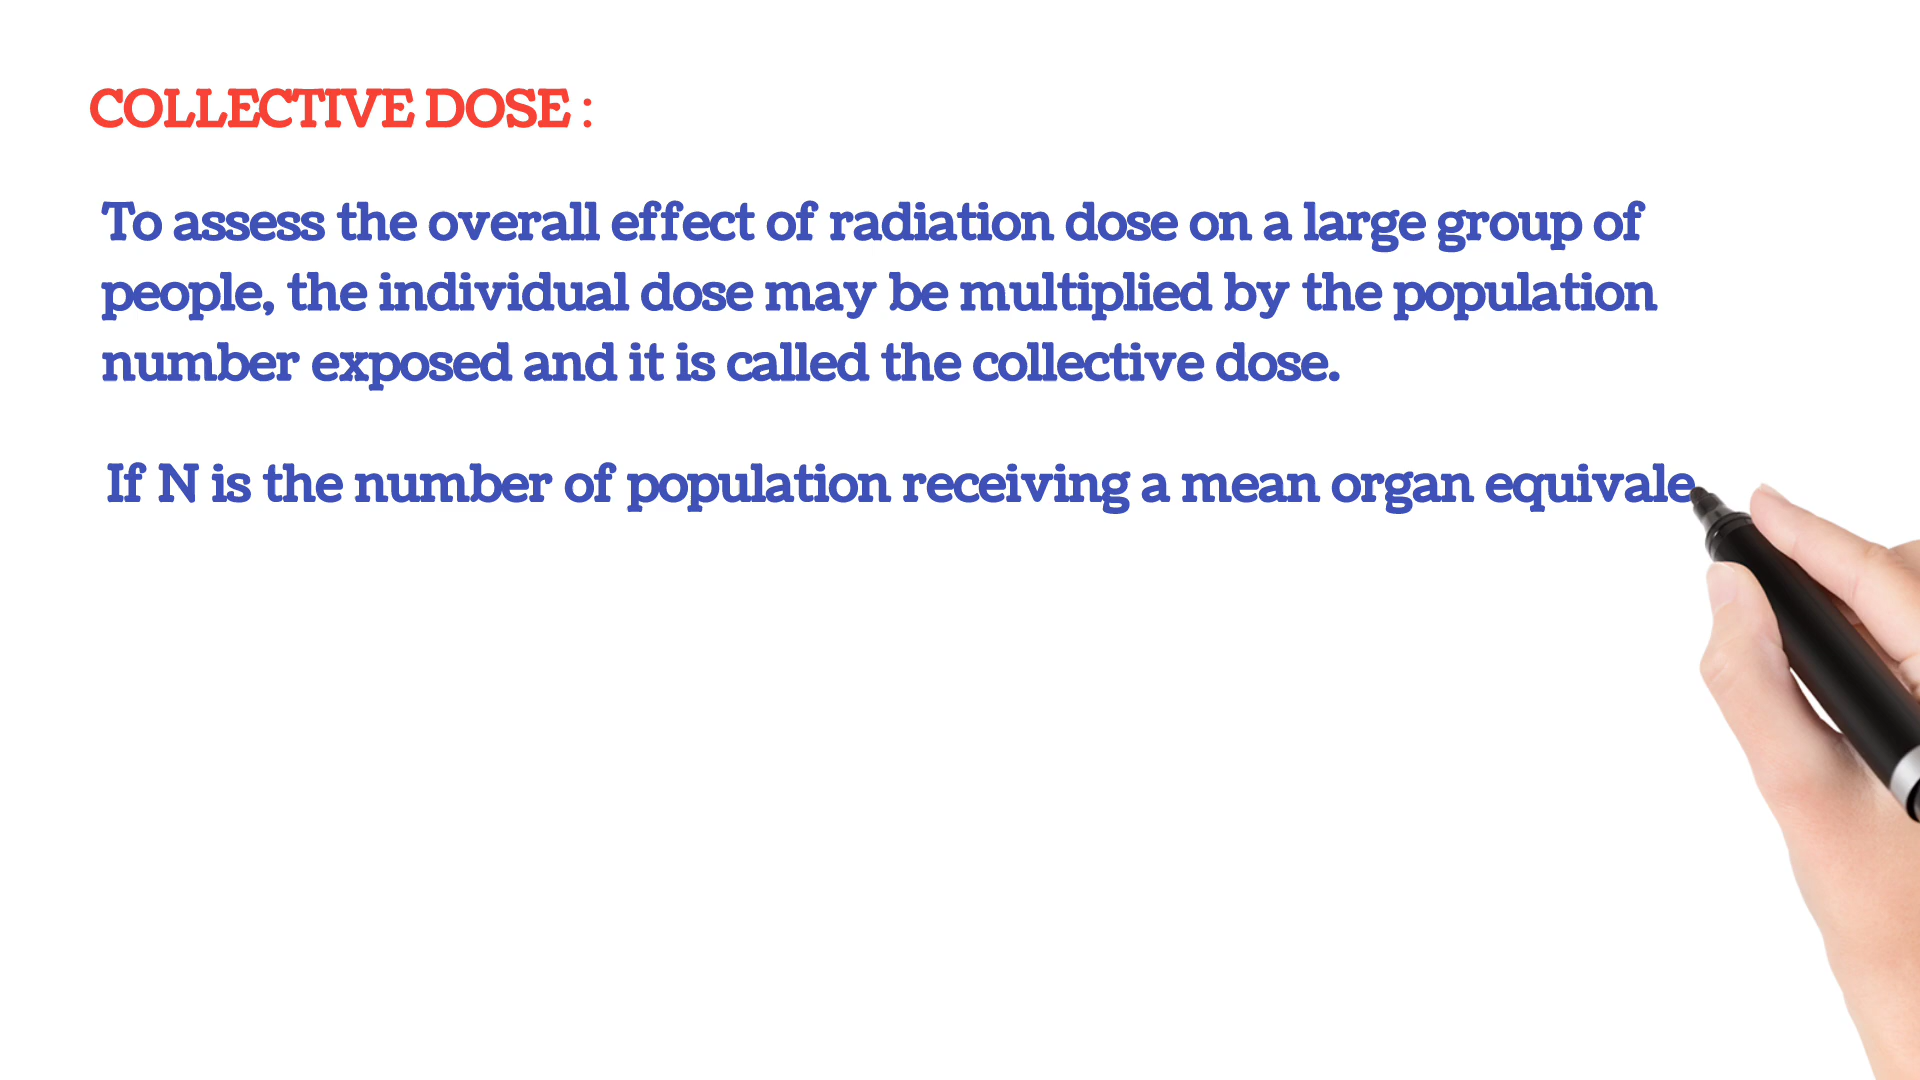 COLLECTIVE DOSE :
To assess the overall effect of radiation dose on a large group of
people, the individual dose may be multiplied by the population
number exposed and it is called the collective dose.
If N is the number of population receiving a mean organ equivale